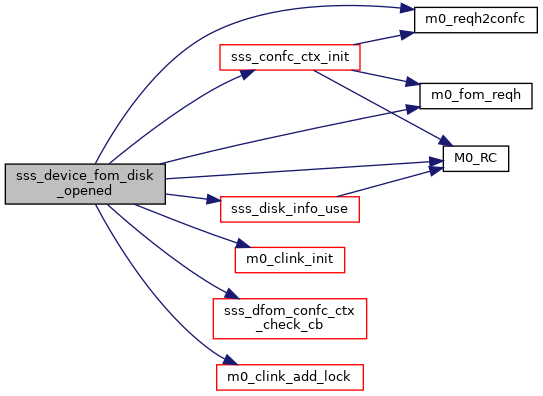 m0_reqh2confc
sss_confc_ctx_init
m0_fom_reqh
M0_RC
sss_device_fom_disk
_opened
sss_disk_info_use
m0_clink_init
sss_dfom_confc_ctx
_check_cb
m0_clink_add_lock